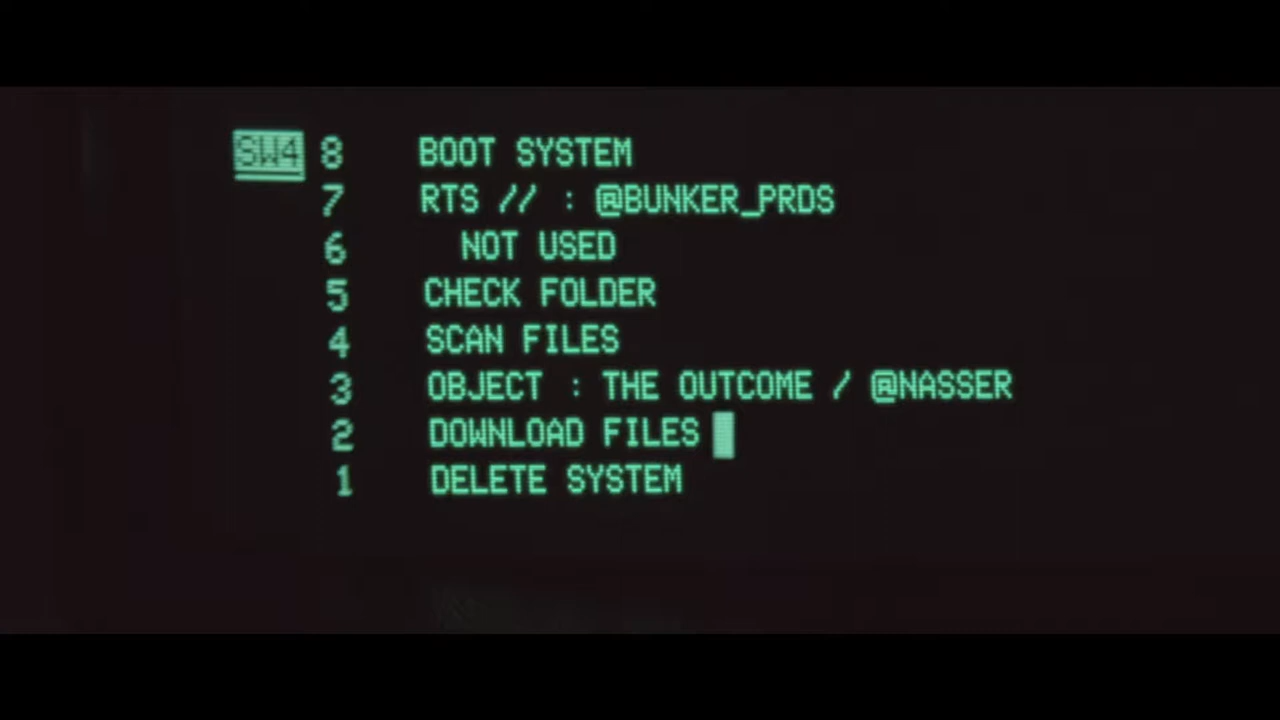 SW4 8 BOOT SYSTEM
7 RTS // : @BUNKER_PRDS
6 NOT USED
5 CHECK FOLDER
4 SCAN FILES
3 OBJECT : THE OUTCOME / @NASSER
2 DOWNLOAD FILES
1 DELETE SYSTEM